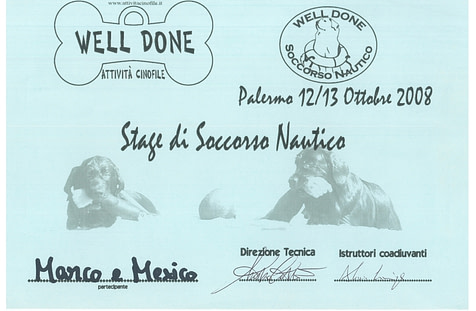 www.attivitacinofile.it
WELL DONE
ATTIVITÀ CINOFILE
WELL DONE
SOCCORSO NAUTICO
Palermo 12/13 Ottobre 2008
Stage di Soccorso Nautico
Marco e Mexico
partecipante
Direzione Tecnica
Istruttori coadiuvanti